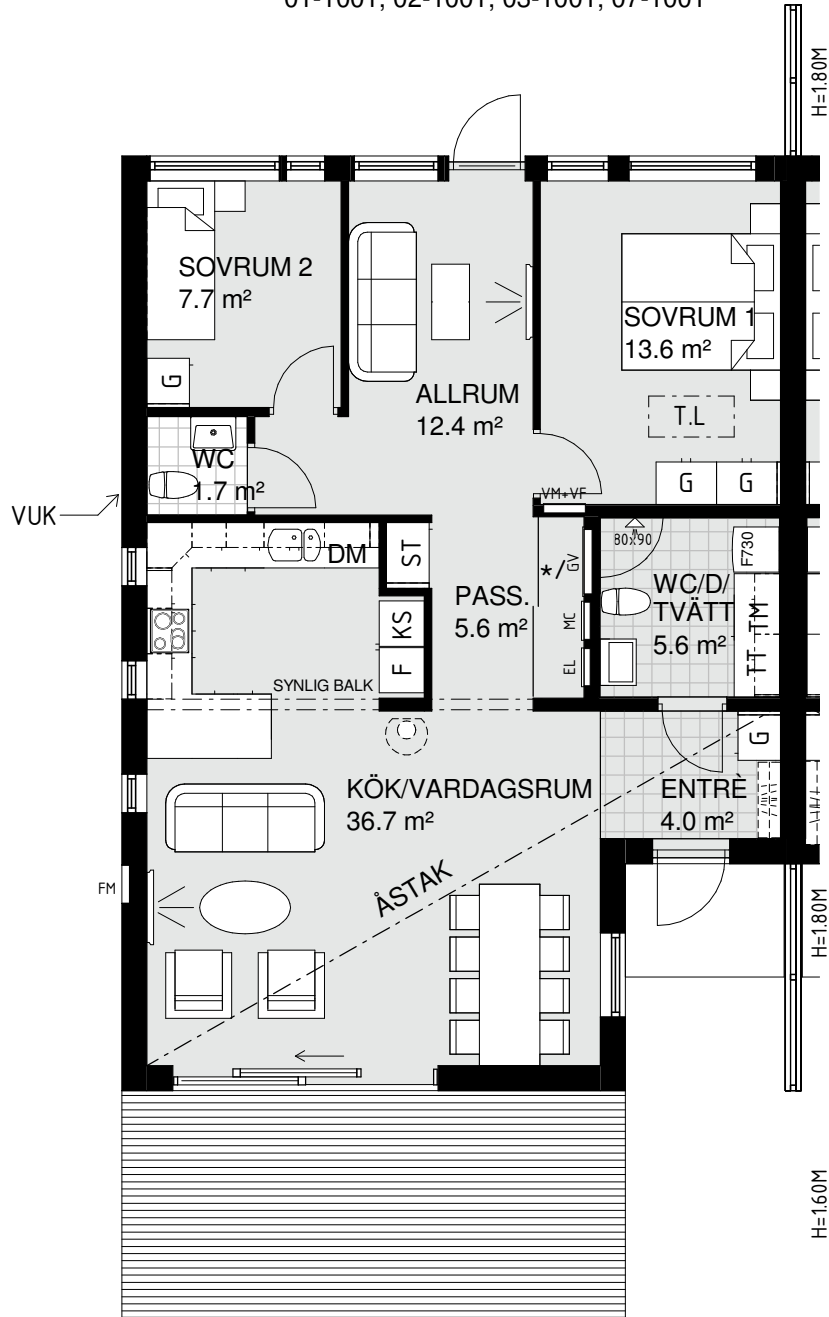 01-1001, 02-1001, 03-1001, 07-1001
H=1.80M
SOVRUM 2
7.7 m²
SOVRUM 1
13.6 m²
G
ALLRUM
12.4 m²
T.L
WC
1.7 m²
G G
VUK
VM+VF
80x90
F730
DM
ST
*/
GV
WC/D/
TVÄTT
5.6 m²
PASS.
5.6 m²
KS
MC
TM
F
EL
TT
SYNLIG BALK
G
KÖK/VARDAGSRUM
36.7 m²
ENTRÈ
4.0 m²
ÅSTAK
FM
H=1.80M
H=1.60M